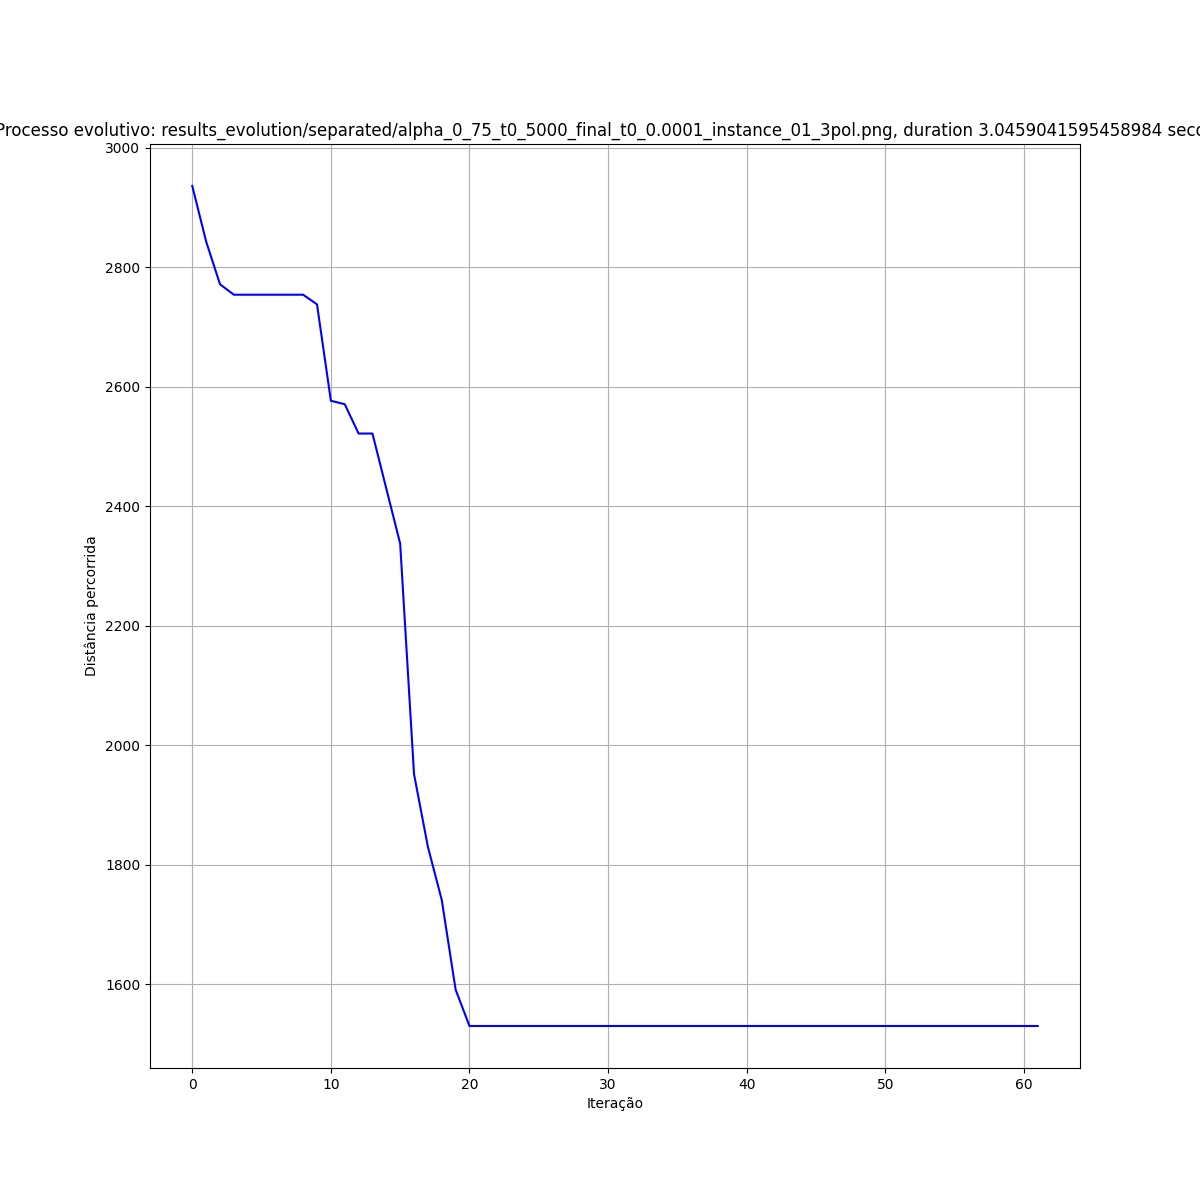 Processo evolutivo: results_evolution/separated/alpha_0_75_t0_5000_final_t0_0.0001_instance_01_3pol.png, duration 3.0459041595458984 seco
3000
2800
2600
2400
2200
2000
1800
1600
Distância percorrida
0 10 20 30 40 50 60
Iteração